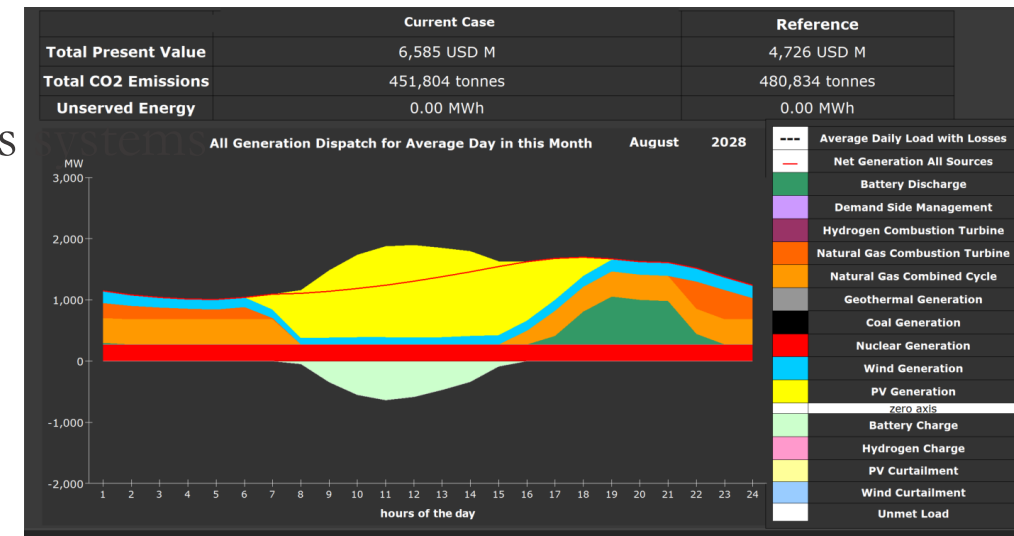 Current Case Reference
Total Present Value 6,585 USD M 4,726 USD M
Total CO2 Emissions 451,804 tonnes 480,834 tonnes
Unserved Energy 0.00 MWh 0.00 MWh
s systems
All Generation Dispatch for Average Day in this Month August 2028
MW
3,000
2,000
1,000
0
-1,000
-2,000
1 2 3 4 5 6 7 8 9 10 11 12 13 14 15 16 17 18 19 20 21 22 23 24
hours of the day
Average Daily Load with Losses
Net Generation All Sources
Battery Discharge
Demand Side Management
Hydrogen Combustion Turbine
Natural Gas Combustion Turbine
Natural Gas Combined Cycle
Geothermal Generation
Coal Generation
Nuclear Generation
Wind Generation
PV Generation
zero axis
Battery Charge
Hydrogen Charge
PV Curtailment
Wind Curtailment
Unmet Load